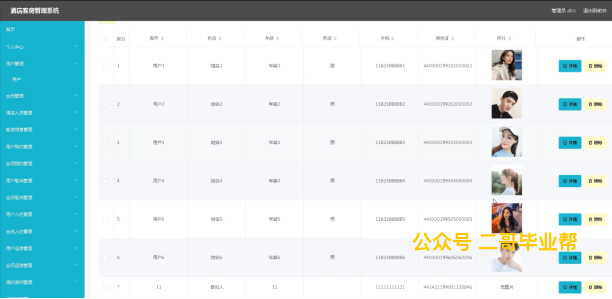 酒店客房管理系统
管理员 abo
退出到前台
首页
个人中心
用户管理
用户
会员管理
清洁人员管理
客房信息管理
用户预约管理
会员预约管理
用户取消管理
会员取消管理
用户入住管理
会员入住管理
用户退房管理
会员退房管理
清扫房间管理
索引 账号 姓名 年龄 性别 手机 身份证 照片 操作
1 用户1 姓名1 年龄1 男 13823888881 440300199101010001 详情 删除
2 用户2 姓名2 年龄2 男 13823888882 440300199202020002 详情 删除
3 用户3 姓名3 年龄3 男 13823888883 440300199303030003 详情 删除
4 用户4 姓名4 年龄4 男 13823888884 440300199404040004 详情 删除
5 用户5 姓名5 年龄5 男 13823888885 440300199505050005 详情 删除
6 用户6 姓名6 年龄6 男 13823888886 440300199606060006 详情 删除
7 11 11 男 无图片 详情 删除
公众号 二哥毕业帮